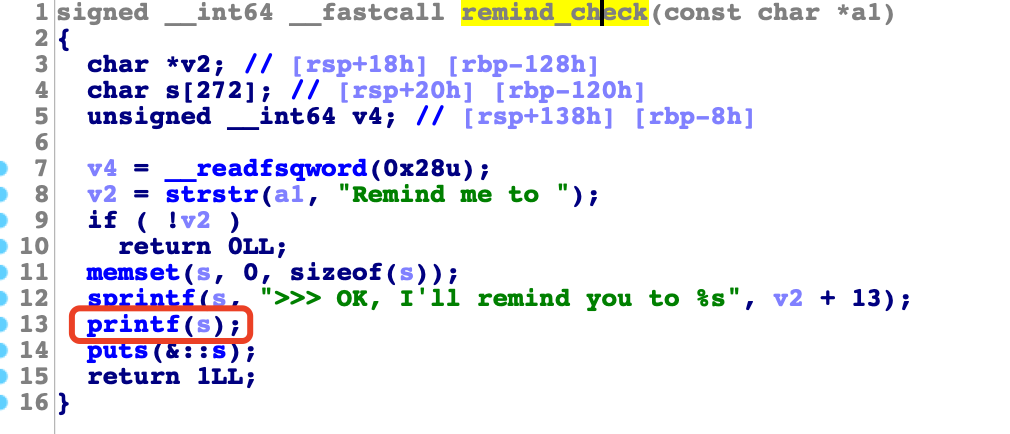 1 signed __int64 __fastcall remind_check(const char *a1)
2 {
3 char *v2; // [rsp+18h] [rbp-128h]
4 char s[272]; // [rsp+20h] [rbp-120h]
5 unsigned __int64 v4; // [rsp+138h] [rbp-8h]
6
7 v4 = __readfsqword(0x28u);
8 v2 = strstr(a1, "Remind me to ");
9 if ( !v2 )
10 return 0LL;
11 memset(s, 0, sizeof(s));
12 sprintf(s, ">>> OK, I'll remind you to %s", v2 + 13);
13 printf(s);
14 puts(&::s);
15 return 1LL;
16 }